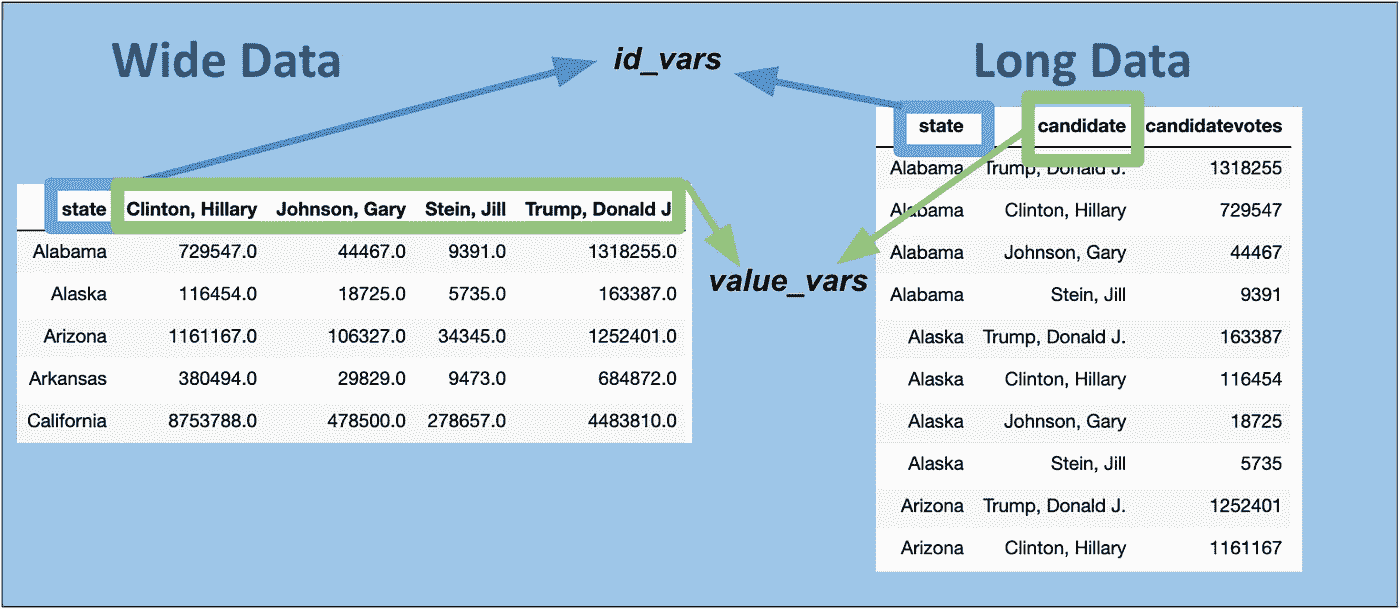 Wide Data
id_vars
Long Data
state Clinton, Hillary Johnson, Gary Stein, Jill Trump, Donald J
Alabama 729547.0 44467.0 9391.0 1318255.0
Alaska 116454.0 18725.0 5735.0 163387.0
Arizona 1161167.0 106327.0 34345.0 1252401.0
Arkansas 380494.0 29829.0 9473.0 684872.0
California 8753788.0 478500.0 278657.0 4483810.0
value_vars
state candidate candidatevotes
Alabama Trump, Donald J. 1318255
Alabama Clinton, Hillary 729547
Alabama Johnson, Gary 44467
Alabama Stein, Jill 9391
Alaska Trump, Donald J. 163387
Alaska Clinton, Hillary 116454
Alaska Johnson, Gary 18725
Alaska Stein, Jill 5735
Arizona Trump, Donald J. 1252401
Arizona Clinton, Hillary 1161167